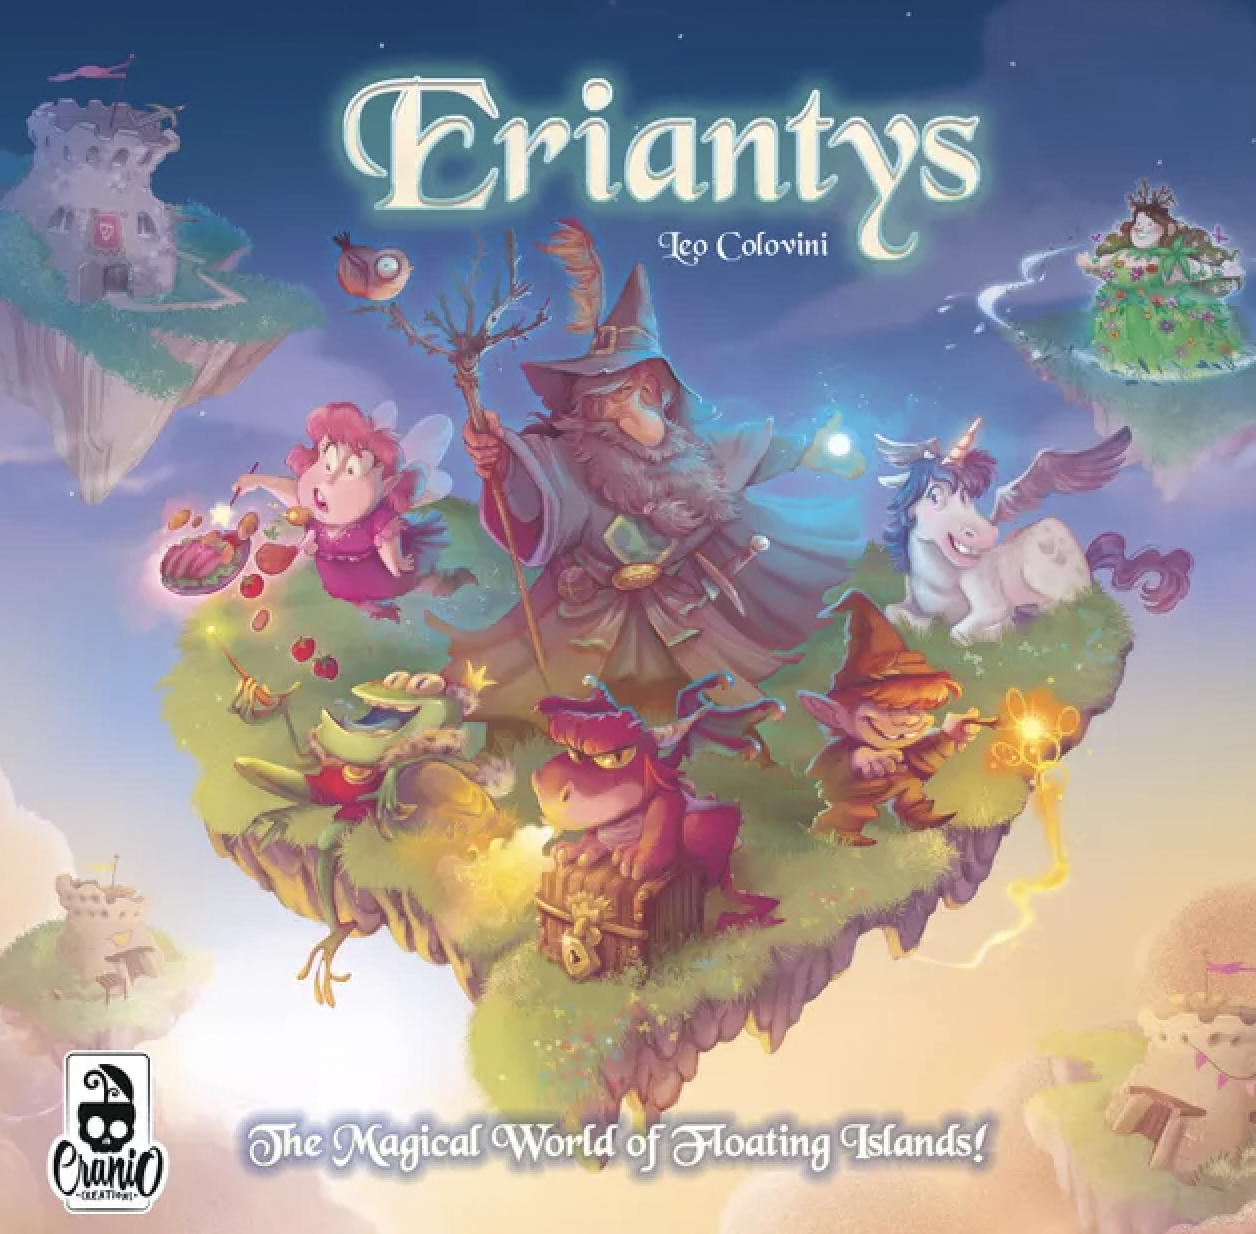 Eriantys
Leo Colovini
The Magical World of Floating Islands!
Cranio
CREATIONS